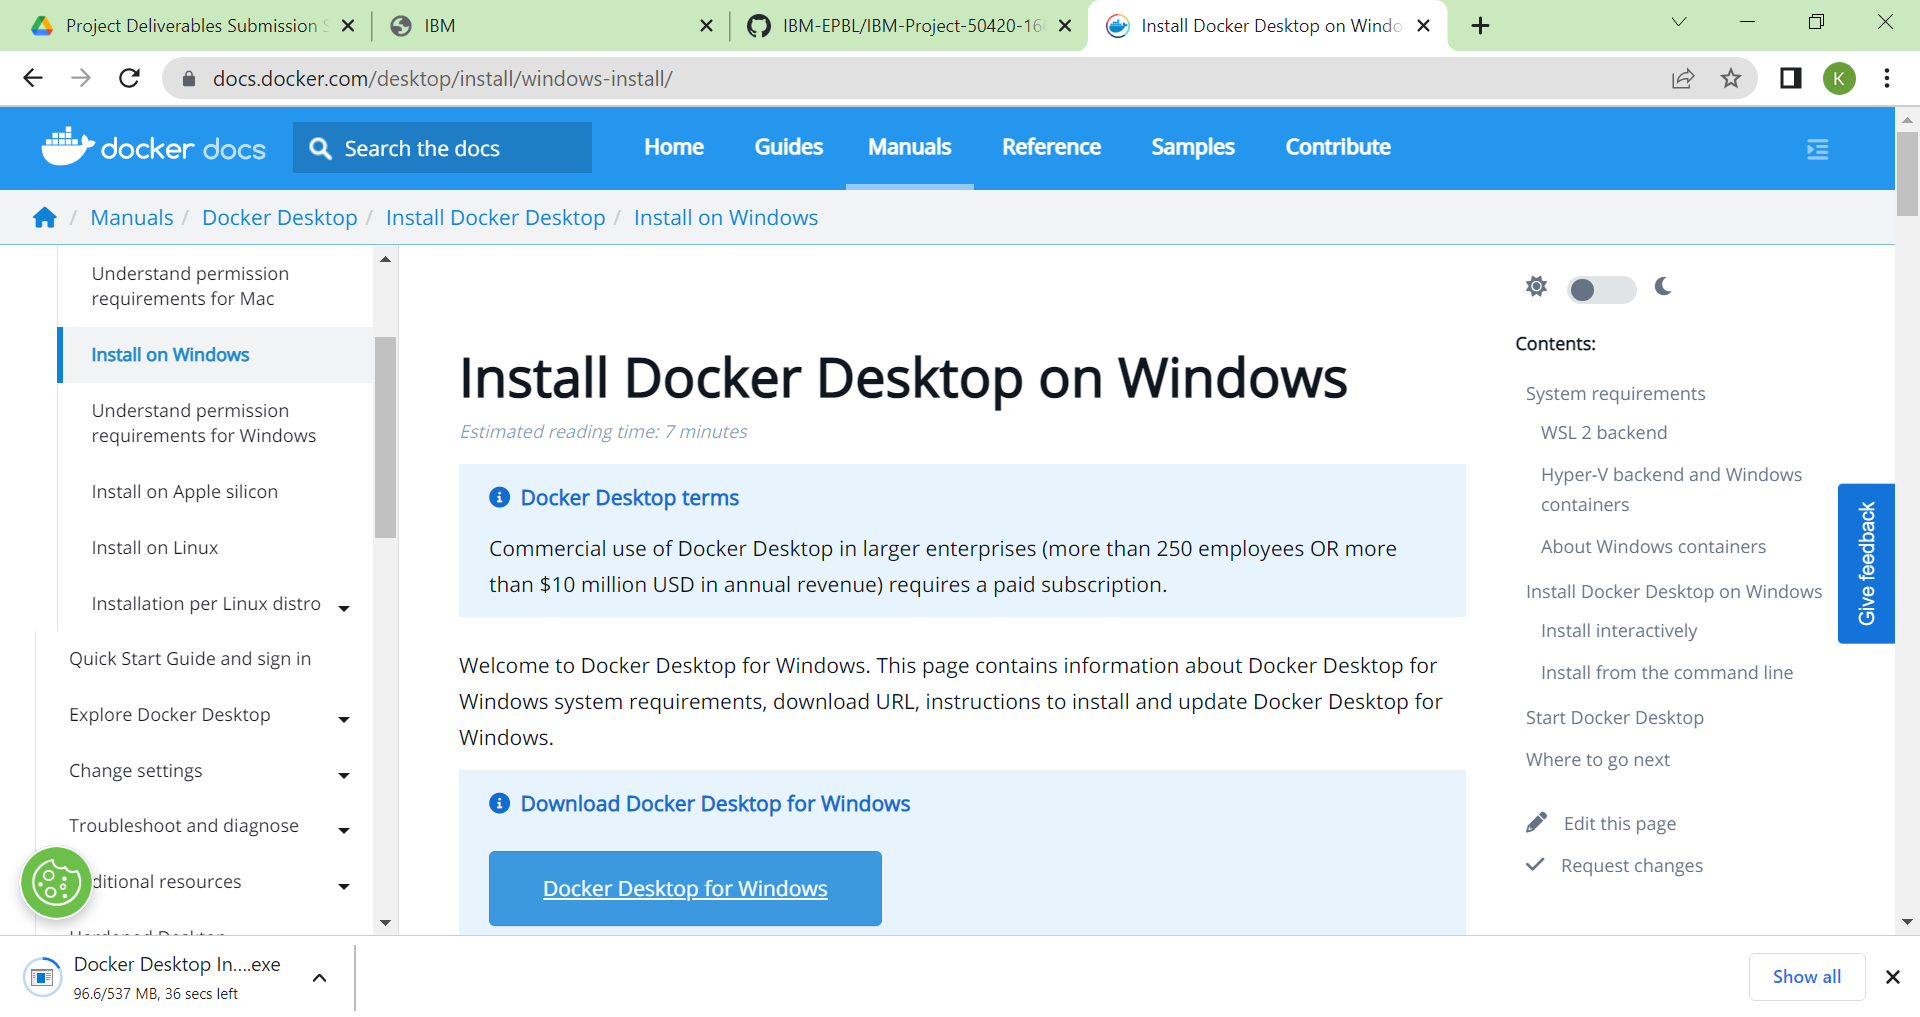 Project Deliverables Submission
IBM
IBM-EPBL/IBM-Project-50420-16
Install Docker Desktop on Windo
docs.docker.com/desktop/install/windows-install/
K
docker docs
Search the docs
Home
Guides
Manuals
Reference
Samples
Contribute
/ Manuals / Docker Desktop / Install Docker Desktop / Install on Windows
Understand permission
requirements for Mac
Install on Windows
Understand permission
requirements for Windows
Install on Apple silicon
Install on Linux
Installation per Linux distro
Quick Start Guide and sign in
Explore Docker Desktop
Change settings
Troubleshoot and diagnose
ditional resources
Install Docker Desktop on Windows
Estimated reading time: 7 minutes
Docker Desktop terms
Commercial use of Docker Desktop in larger enterprises (more than 250 employees OR more
than $10 million USD in annual revenue) requires a paid subscription.
Welcome to Docker Desktop for Windows. This page contains information about Docker Desktop for
Windows system requirements, download URL, instructions to install and update Docker Desktop for
Windows.
Download Docker Desktop for Windows
Docker Desktop for Windows
Contents:
System requirements
WSL 2 backend
Hyper-V backend and Windows
containers
About Windows containers
Install Docker Desktop on Windows
Install interactively
Install from the command line
Start Docker Desktop
Where to go next
Edit this page
Request changes
Give feedback
Docker Desktop In....exe
96.6/537 MB, 36 secs left
Show all